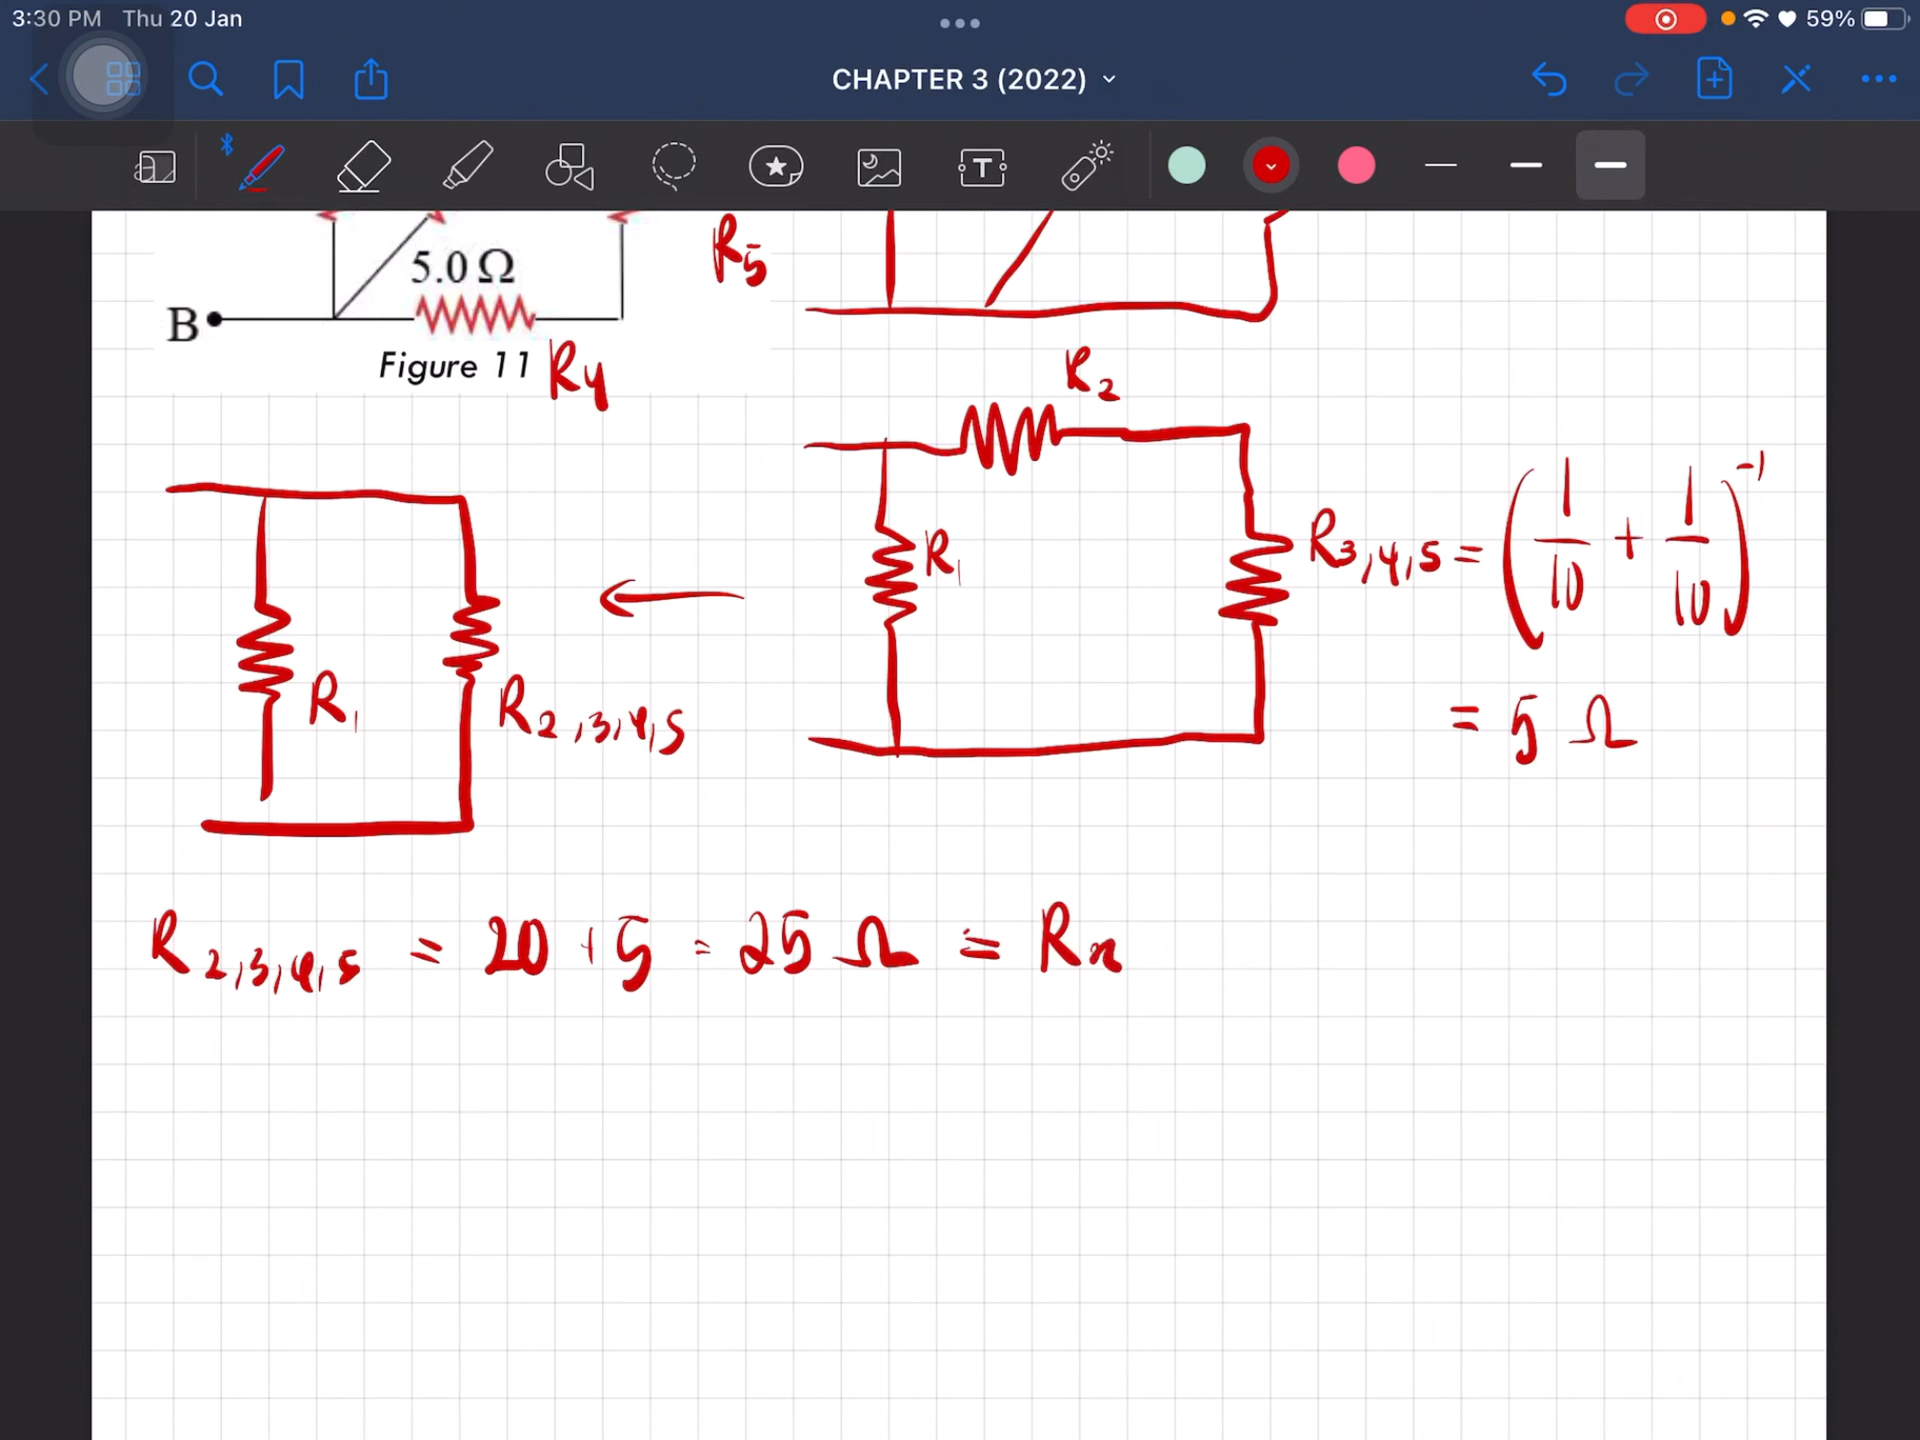 3:30 PM Thu 20 Jan
59%
CHAPTER 3 (2022)
T
5.0 Ω
R5
B
Figure 11 R4
R2
R1
R3,4,5 = (1/10 + 1/10)^-1
= 5 Ω
R1
R2,3,4,5
R2,3,4,5 = 20 + 5 = 25 Ω = Rx